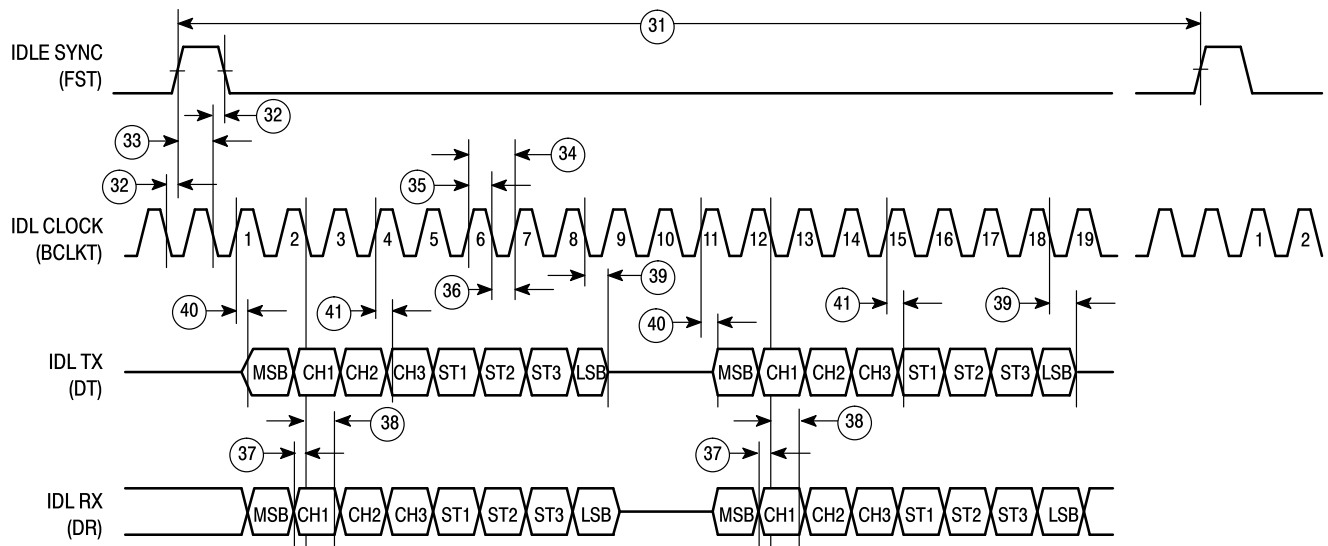 31
IDLE SYNC
(FST)
32
33
34
32
35
IDL CLOCK
(BCLKT)
1 2 3 4 5 6 7 8 9 10 11 12 13 14 15 16 17 18 19 1 2
36
39
40
41
40
41
39
IDL TX
(DT)
MSB CH1 CH2 CH3 ST1 ST2 ST3 LSB MSB CH1 CH2 CH3 ST1 ST2 ST3 LSB
38
38
37
37
IDL RX
(DR)
MSB CH1 CH2 CH3 ST1 ST2 ST3 LSB MSB CH1 CH2 CH3 ST1 ST2 ST3 LSB